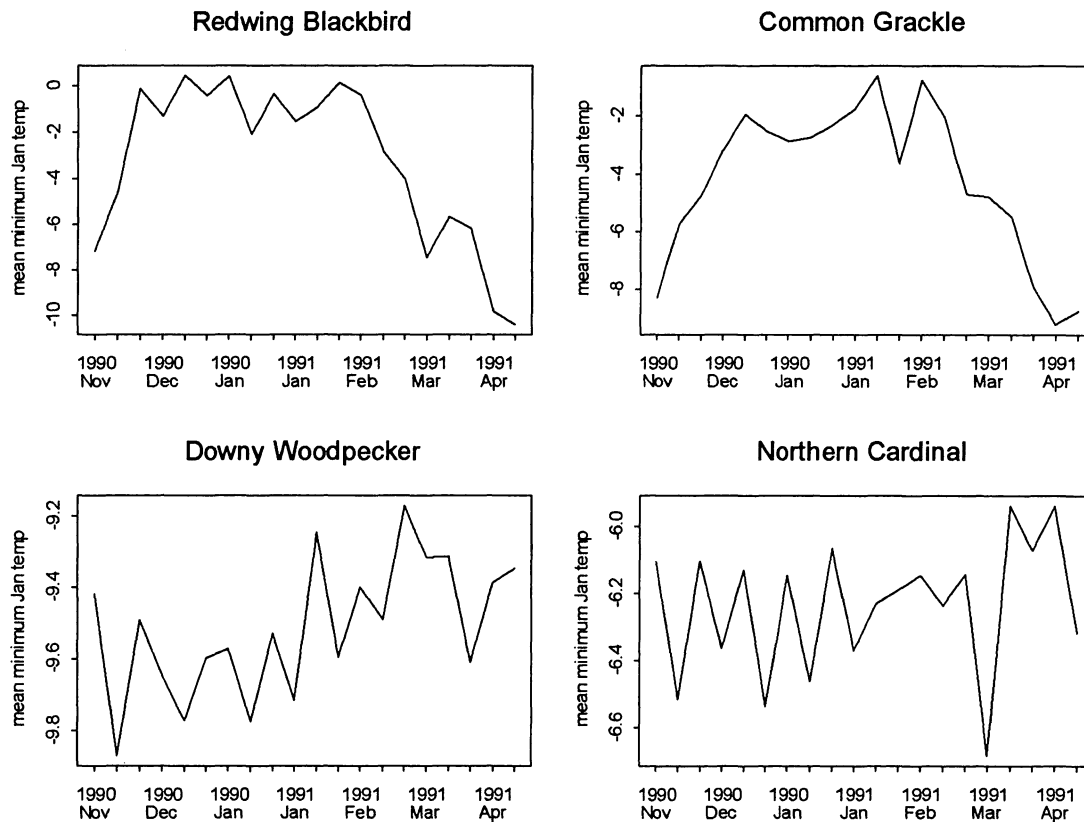 Redwing Blackbird
mean minimum Jan temp
0
-2
-4
-6
-8
-10
1990 1990 1990 1991 1991 1991 1991
Nov Dec Jan Jan Feb Mar Apr
Common Grackle
mean minimum Jan temp
-2
-4
-6
-8
1990 1990 1990 1991 1991 1991 1991
Nov Dec Jan Jan Feb Mar Apr
Downy Woodpecker
mean minimum Jan temp
-9.2
-9.4
-9.6
-9.8
1990 1990 1990 1991 1991 1991 1991
Nov Dec Jan Jan Feb Mar Apr
Northern Cardinal
mean minimum Jan temp
-6.0
-6.2
-6.4
-6.6
1990 1990 1990 1991 1991 1991 1991
Nov Dec Jan Jan Feb Mar Apr